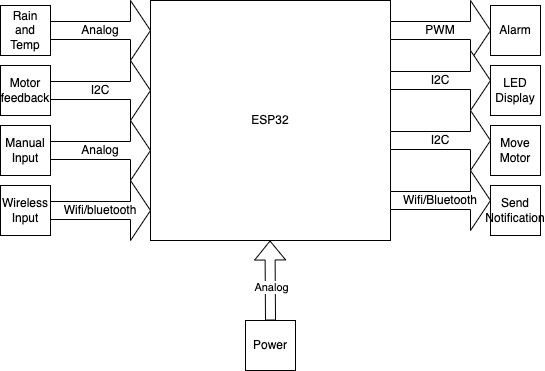 Rain
and
Temp
Analog
Motor
feedback
I2C
Manual
Input
Analog
Wireless
Input
Wifi/bluetooth
ESP32
PWM
Alarm
I2C
LED
Display
I2C
Move
Motor
Wifi/Bluetooth
Send
Notification
Analog
Power